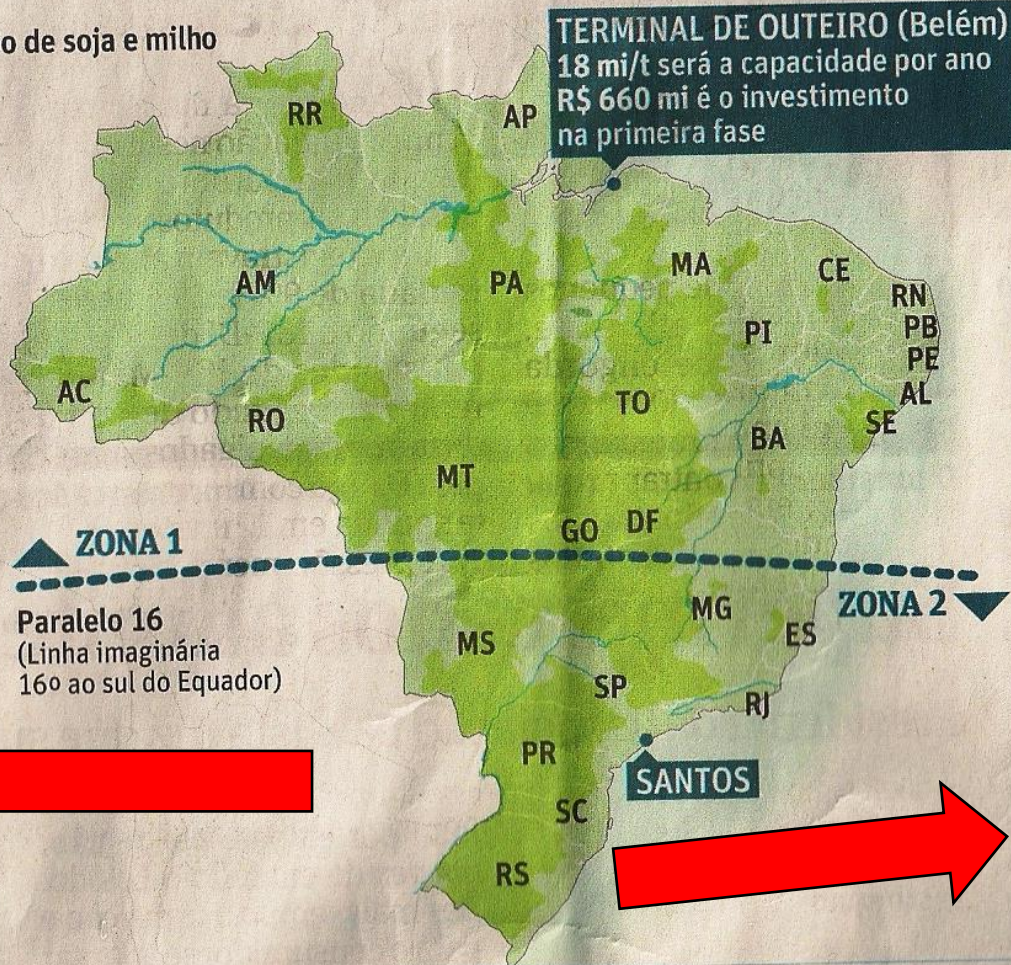 o de soja e milho
TERMINAL DE OUTEIRO (Belém)
18 mi/t será a capacidade por ano
R$ 660 mi é o investimento
na primeira fase
RR
AP
AM
PA
MA
CE
RN
PB
PE
AL
SE
PI
AC
RO
TO
BA
MT
GO
DF
ZONA 1
ZONA 2
Paralelo 16
(Linha imaginária
16º ao sul do Equador)
MS
MG
ES
SP
RJ
PR
SANTOS
SC
RS